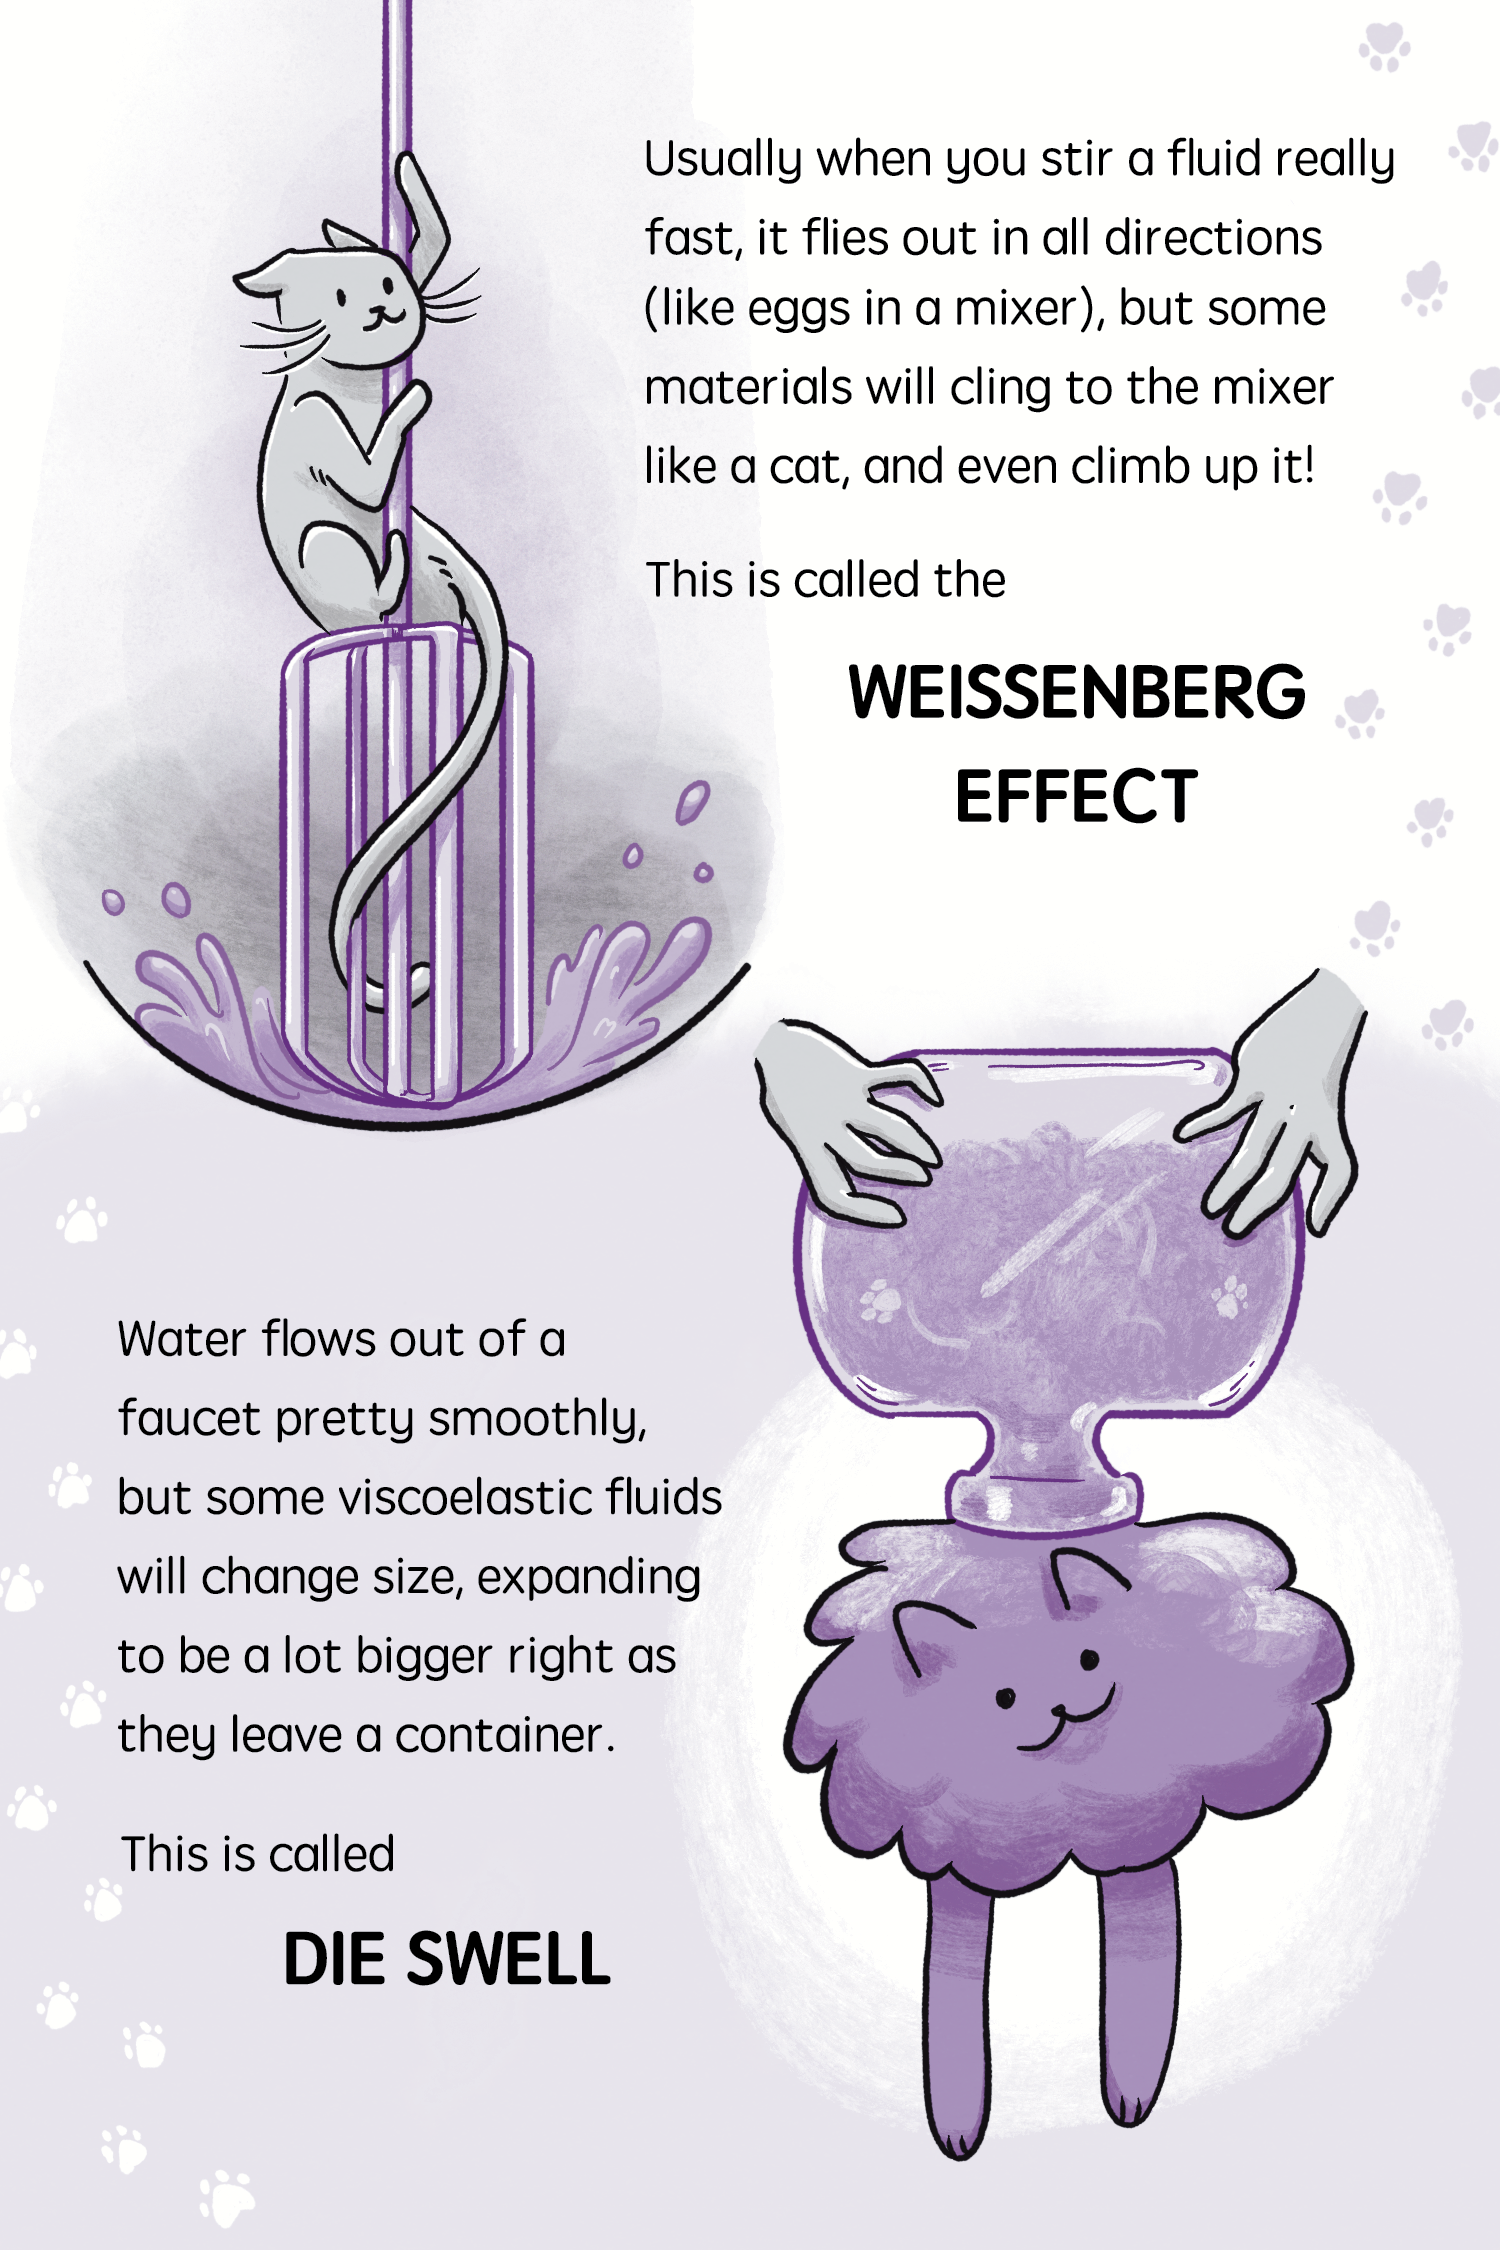 Usually when you stir a fluid really
fast, it flies out in all directions
(like eggs in a mixer), but some
materials will cling to the mixer
like a cat, and even climb up it!
This is called the
WEISSENBERG
EFFECT
Water flows out of a
faucet pretty smoothly,
but some viscoelastic fluids
will change size, expanding
to be a lot bigger right as
they leave a container.
This is called
DIE SWELL